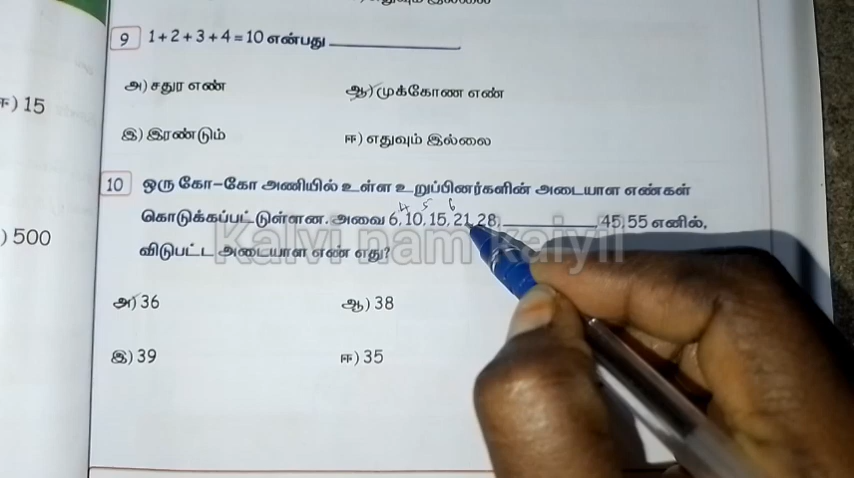 9 1+2+3+4=10 என்பது ____________
அ) சதுர எண் ஆ) முக்கோண எண்
ஈ) 15
இ) இரண்டும் ஈ) எதுவும் இல்லை
10 ஒரு கோ-கோ அணியில் உள்ள உறுப்பினர்களின் அடையாள எண்கள்
4 5 6
கொடுக்கப்பட்டுள்ளன. அவை 6, 10, 15, 21, 28, ____________ 45, 55 எனில்,
) 500
விடுபட்ட அடையாள எண் எது?
Kalvi nam kaiyil
அ) 36 ஆ) 38
இ) 39 ஈ) 35